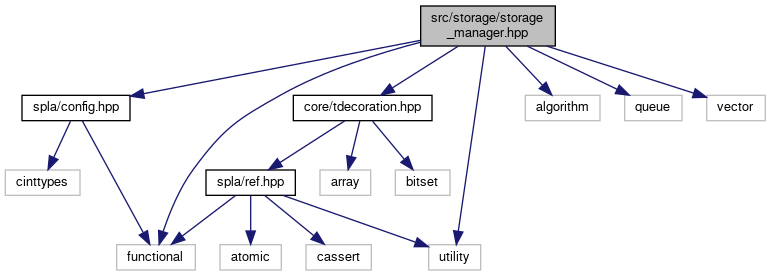 src/storage/storage
_manager.hpp
spla/config.hpp
core/tdecoration.hpp
algorithm
queue
vector
cinttypes
spla/ref.hpp
array
bitset
functional
atomic
cassert
utility